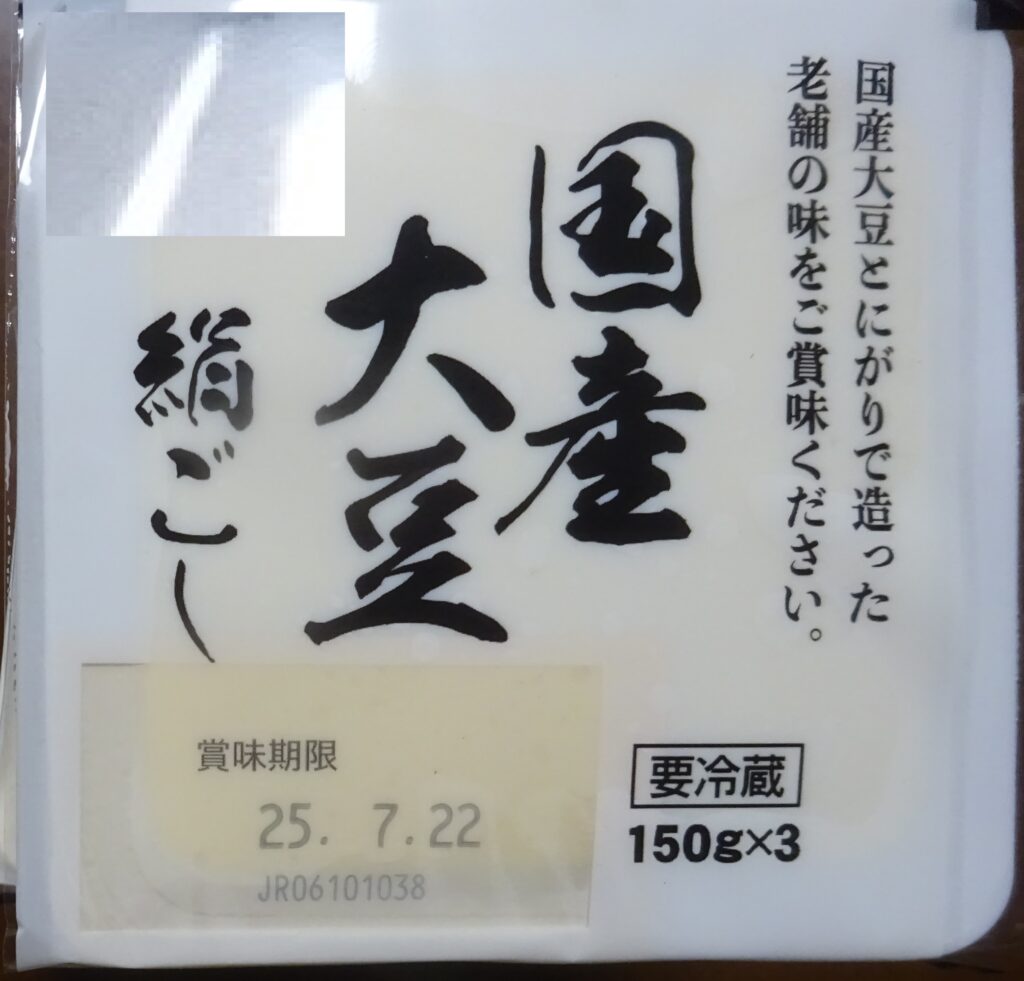 国産大豆とにがりで造った
老舗の味をご賞味ください。
国産
大豆
絹ごし
賞味期限
25. 7.22
JR06101038
要冷蔵
150g×3